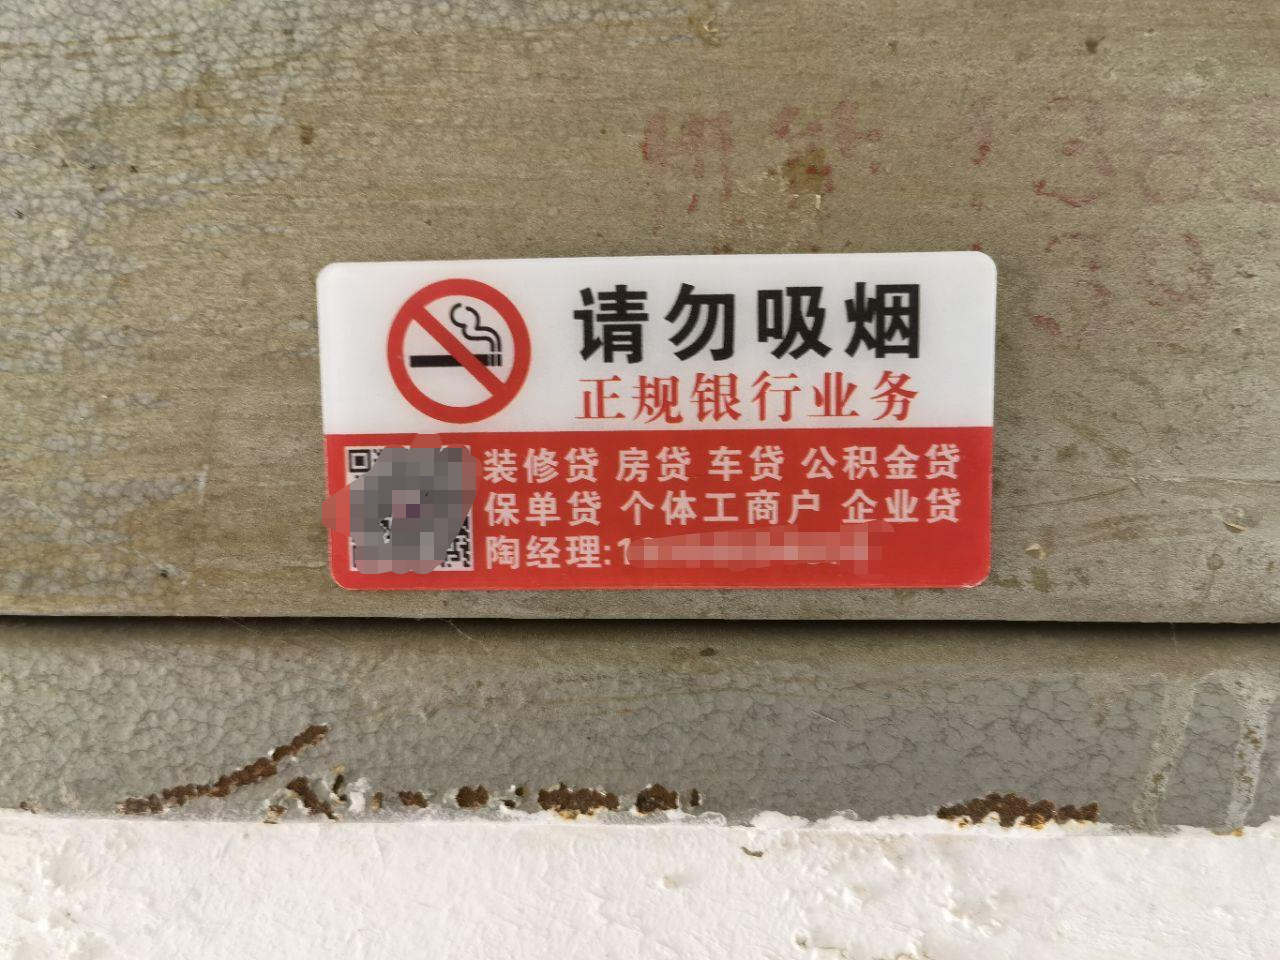 请勿吸烟
正规银行业务
装修贷 房贷 车贷 公积金贷
保单贷 个体工商户 企业贷
陶经理:1